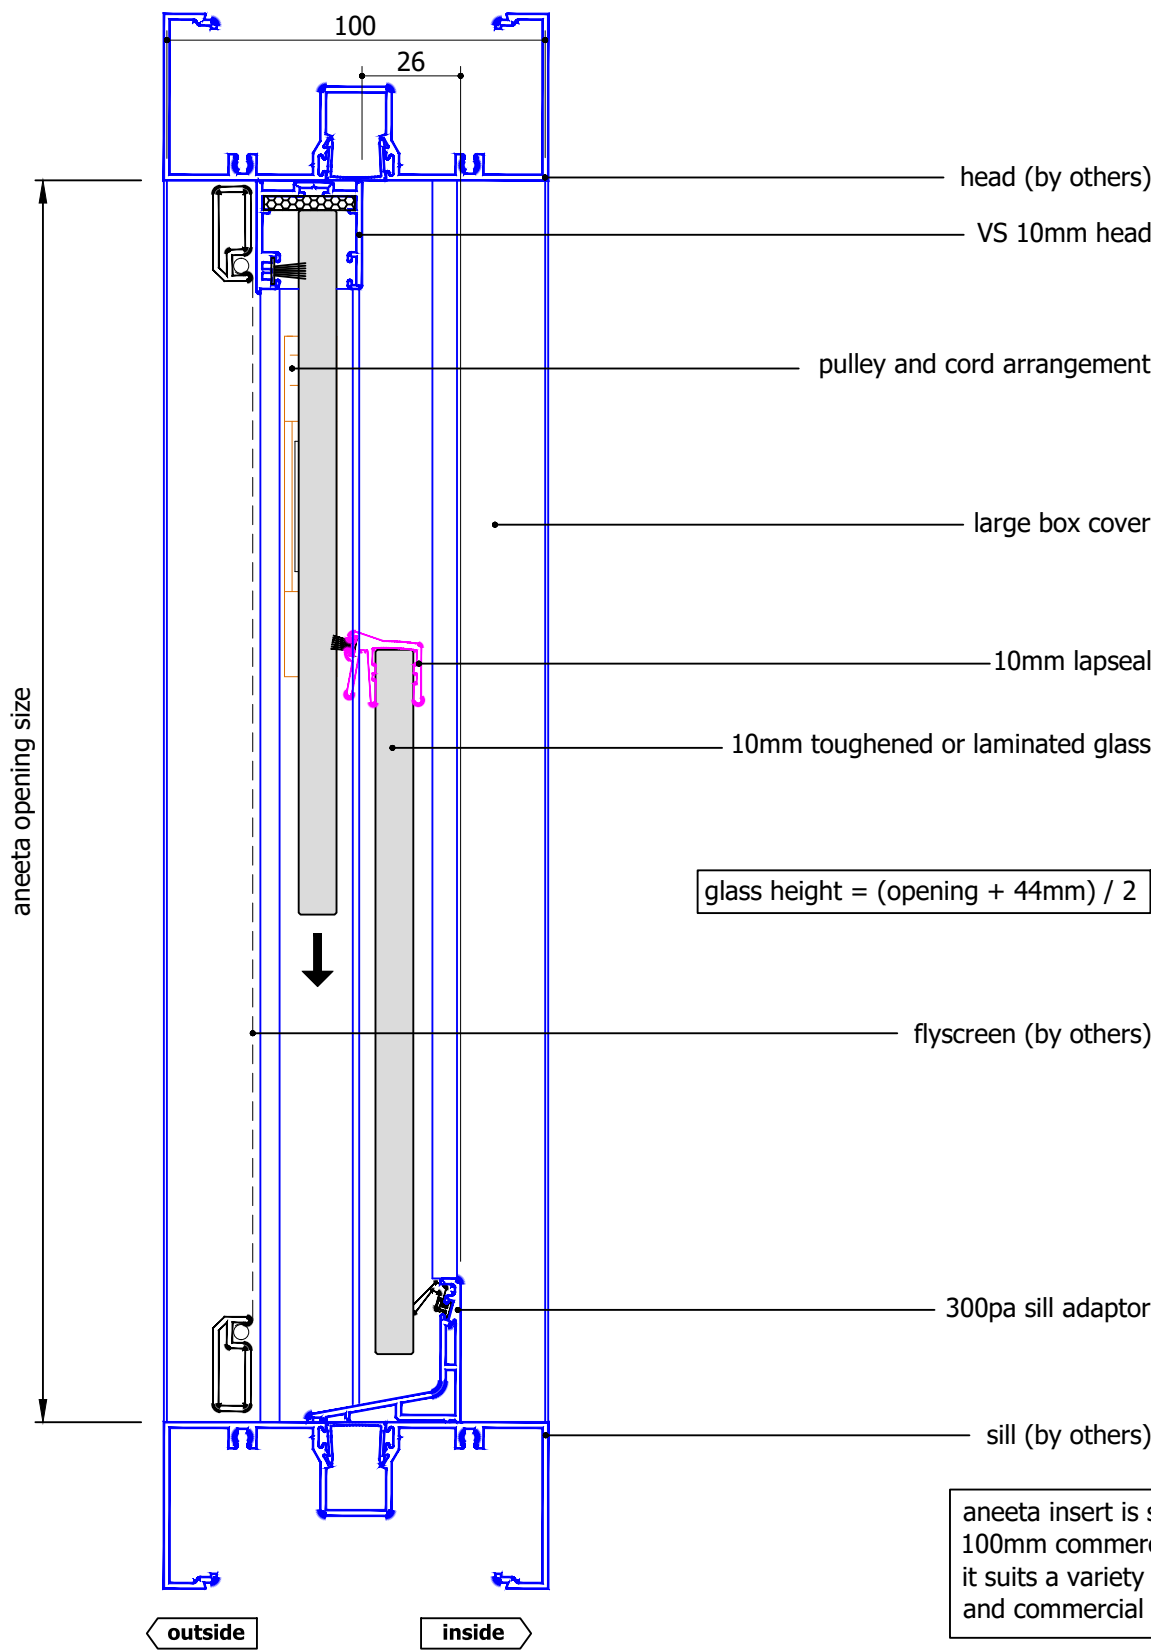 100
26
head (by others)
VS 10mm head
pulley and cord arrangement
large box cover
10mm lapseal
10mm toughened or laminated glass
aneeta opening size
glass height = (opening + 44mm) / 2
flyscreen (by others)
300pa sill adaptor
sill (by others)
aneeta insert is
100mm
it suits a variety
and commercial
outside
inside